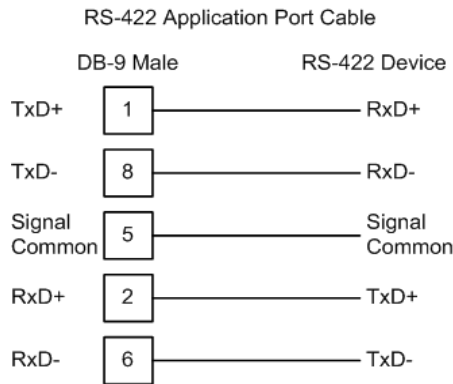 RS-422 Application Port Cable
DB-9 Male RS-422 Device
TxD+ 1 RxD+
TxD- 8 RxD-
Signal Common 5 Signal Common
RxD+ 2 TxD+
RxD- 6 TxD-